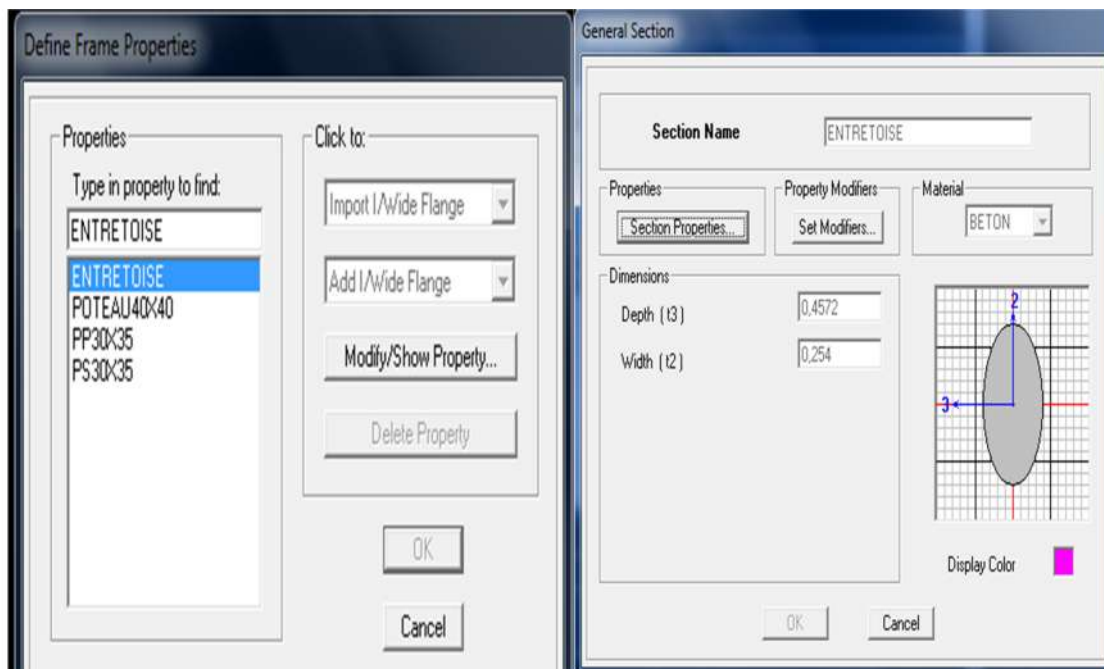 Define Frame Properties
Properties
Type in property to find:
ENTRETOISE
ENTRETOISE
POTEAU40X40
PP30X35
PS30X35
Click to:
Import I/Wide Flange
Add I/Wide Flange
Modify/Show Property...
Delete Property
OK
Cancel
General Section
Section Name
ENTRETOISE
Properties
Section Properties...
Property Modifiers
Set Modifiers...
Material
BETON
Dimensions
Depth ( t3 )
0,4572
Width ( t2 )
0,254
2
3
Display Color
OK
Cancel